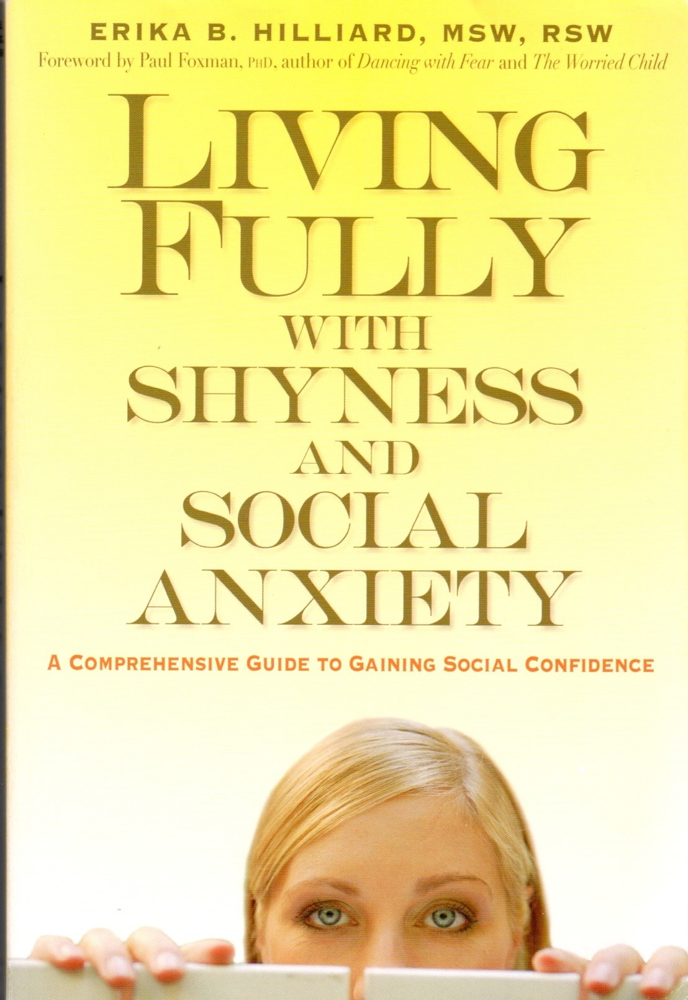 ERIKA B. HILLIARD, MSW, RSW
Foreword by Paul Foxman, PHD, author of Dancing with Fear and The Worried Child
LIVING
FULLY
WITH
SHYNESS
AND
SOCIAL
ANXIETY
A COMPREHENSIVE GUIDE TO GAINING SOCIAL CONFIDENCE